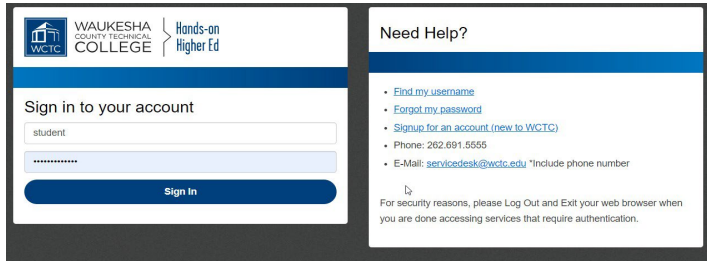 WAUKESHA
COUNTY TECHNICAL
COLLEGE
WCTC
Hands-on
Higher Ed
Sign in to your account
student
•••••••••••••
Sign In
Need Help?
• Find my username
• Forgot my password
• Signup for an account (new to WCTC)
• Phone: 262.691.5555
• E-Mail: servicedesk@wctc.edu *Include phone number
For security reasons, please Log Out and Exit your web browser when
you are done accessing services that require authentication.